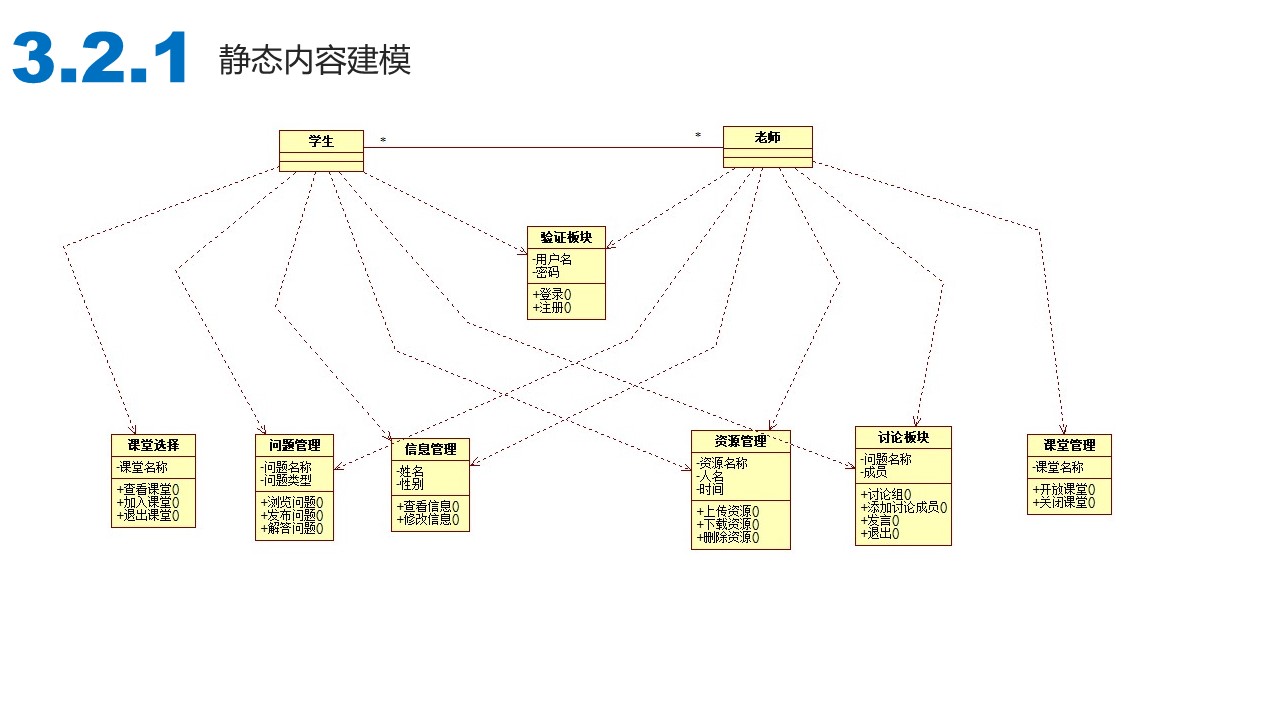 3.2.1 静态内容建模
学生
*
*
老师
验证板块
-用户名
-密码
+登录()
+注册()
课堂选择
-课堂名称
+查看课堂()
+加入课堂()
+退出课堂()
问题管理
-问题名称
-问题类型
+浏览问题()
+发布问题()
+解答问题()
信息管理
-姓名
-性别
+查看信息()
+修改信息()
资源管理
-资源名称
-人名
-时间
+上传资源()
+下载资源()
+删除资源()
讨论板块
-问题名称
-成员
+讨论组()
+添加讨论成员()
+发言()
+退出()
课堂管理
-课堂名称
+开放课堂()
+关闭课堂()